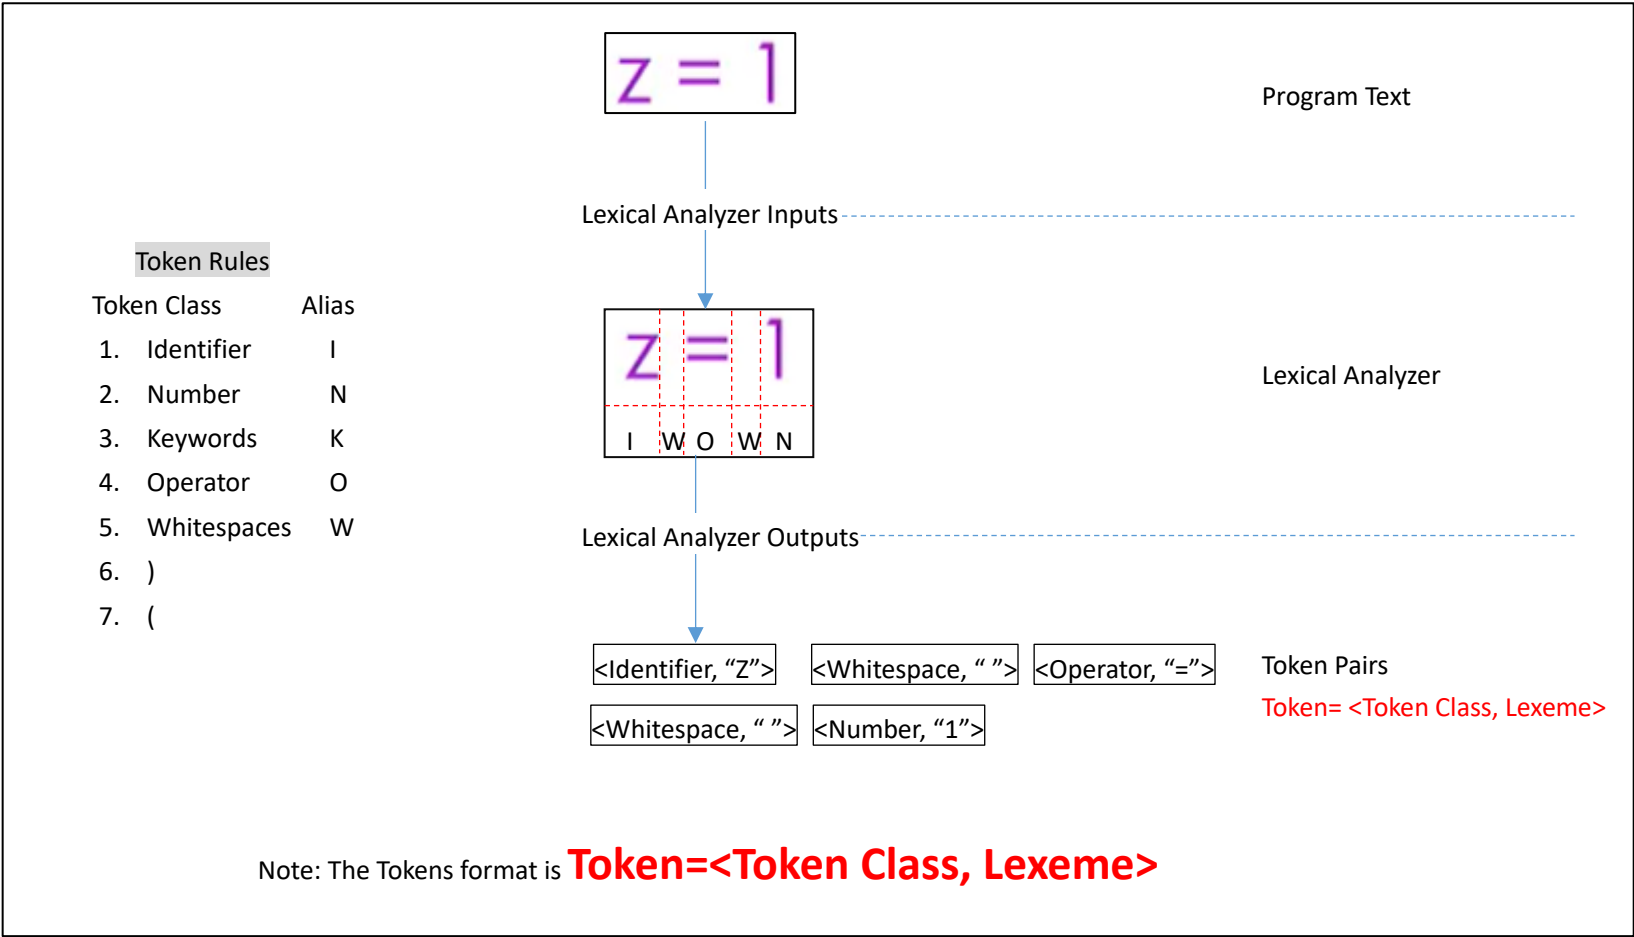 z = 1
Program Text
Lexical Analyzer Inputs
Token Rules
Token Class Alias
1. Identifier I
2. Number N
3. Keywords K
4. Operator O
5. Whitespaces W
6. )
7. (
z = 1
I W O W N
Lexical Analyzer
Lexical Analyzer Outputs
<Identifier, “Z”> <Whitespace, “ ”> <Operator, “=”>
<Whitespace, “ ”> <Number, “1”>
Token Pairs
Token= <Token Class, Lexeme>
Note: The Tokens format is Token=<Token Class, Lexeme>